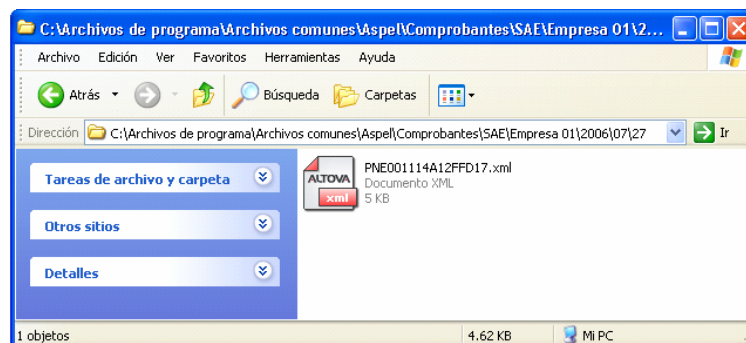 C:\Archivos de programa\Archivos comunes\Aspel\Comprobantes\SAE\Empresa 01\2...
Archivo Edición Ver Favoritos Herramientas Ayuda
Atrás Búsqueda Carpetas
Dirección C:\Archivos de programa\Archivos comunes\Aspel\Comprobantes\SAE\Empresa 01\2006\07\27 Ir
Tareas de archivo y carpeta
Otros sitios
Detalles
ALTOVA
xml
PNE001114A12FFD17.xml
Documento XML
5 KB
1 objetos 4.62 KB Mi PC